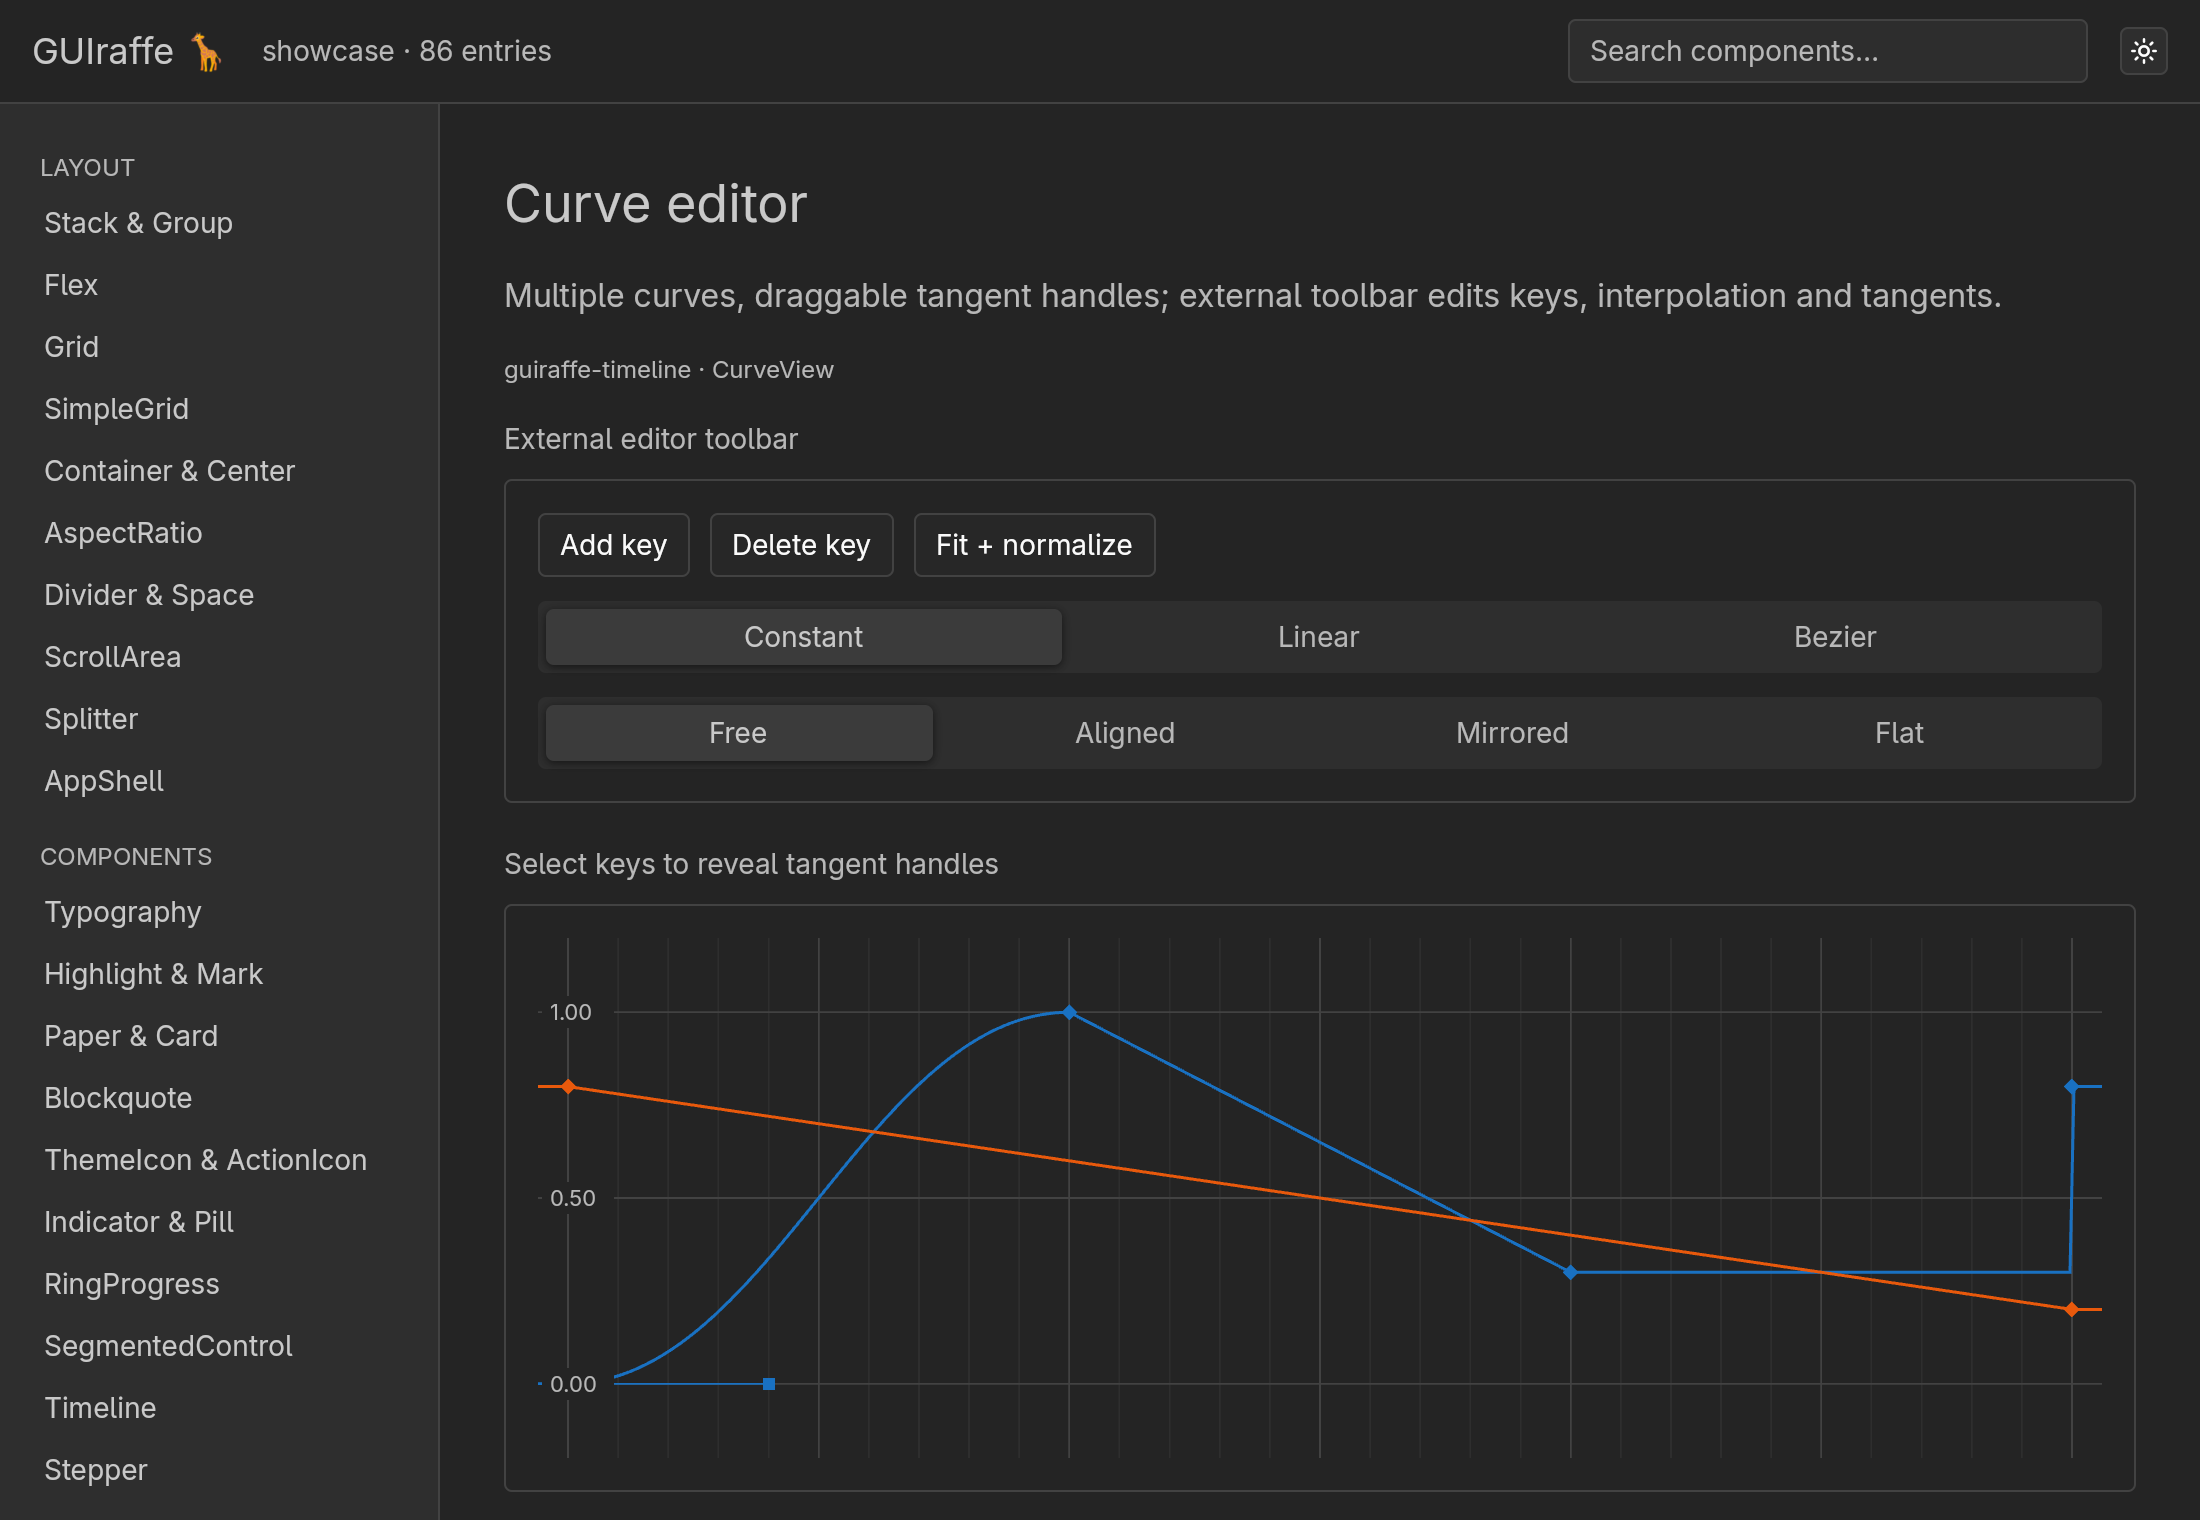 GUIraffe 🦒 showcase · 86 entries
Search components...
LAYOUT
Stack & Group
Flex
Grid
SimpleGrid
Container & Center
AspectRatio
Divider & Space
ScrollArea
Splitter
AppShell
COMPONENTS
Typography
Highlight & Mark
Paper & Card
Blockquote
ThemeIcon & ActionIcon
Indicator & Pill
RingProgress
SegmentedControl
Timeline
Stepper
Curve editor
Multiple curves, draggable tangent handles; external toolbar edits keys, interpolation and tangents.
guiraffe-timeline · CurveView
External editor toolbar
Add key Delete key Fit + normalize
Constant Linear Bezier
Free Aligned Mirrored Flat
Select keys to reveal tangent handles
1.00
0.50
0.00